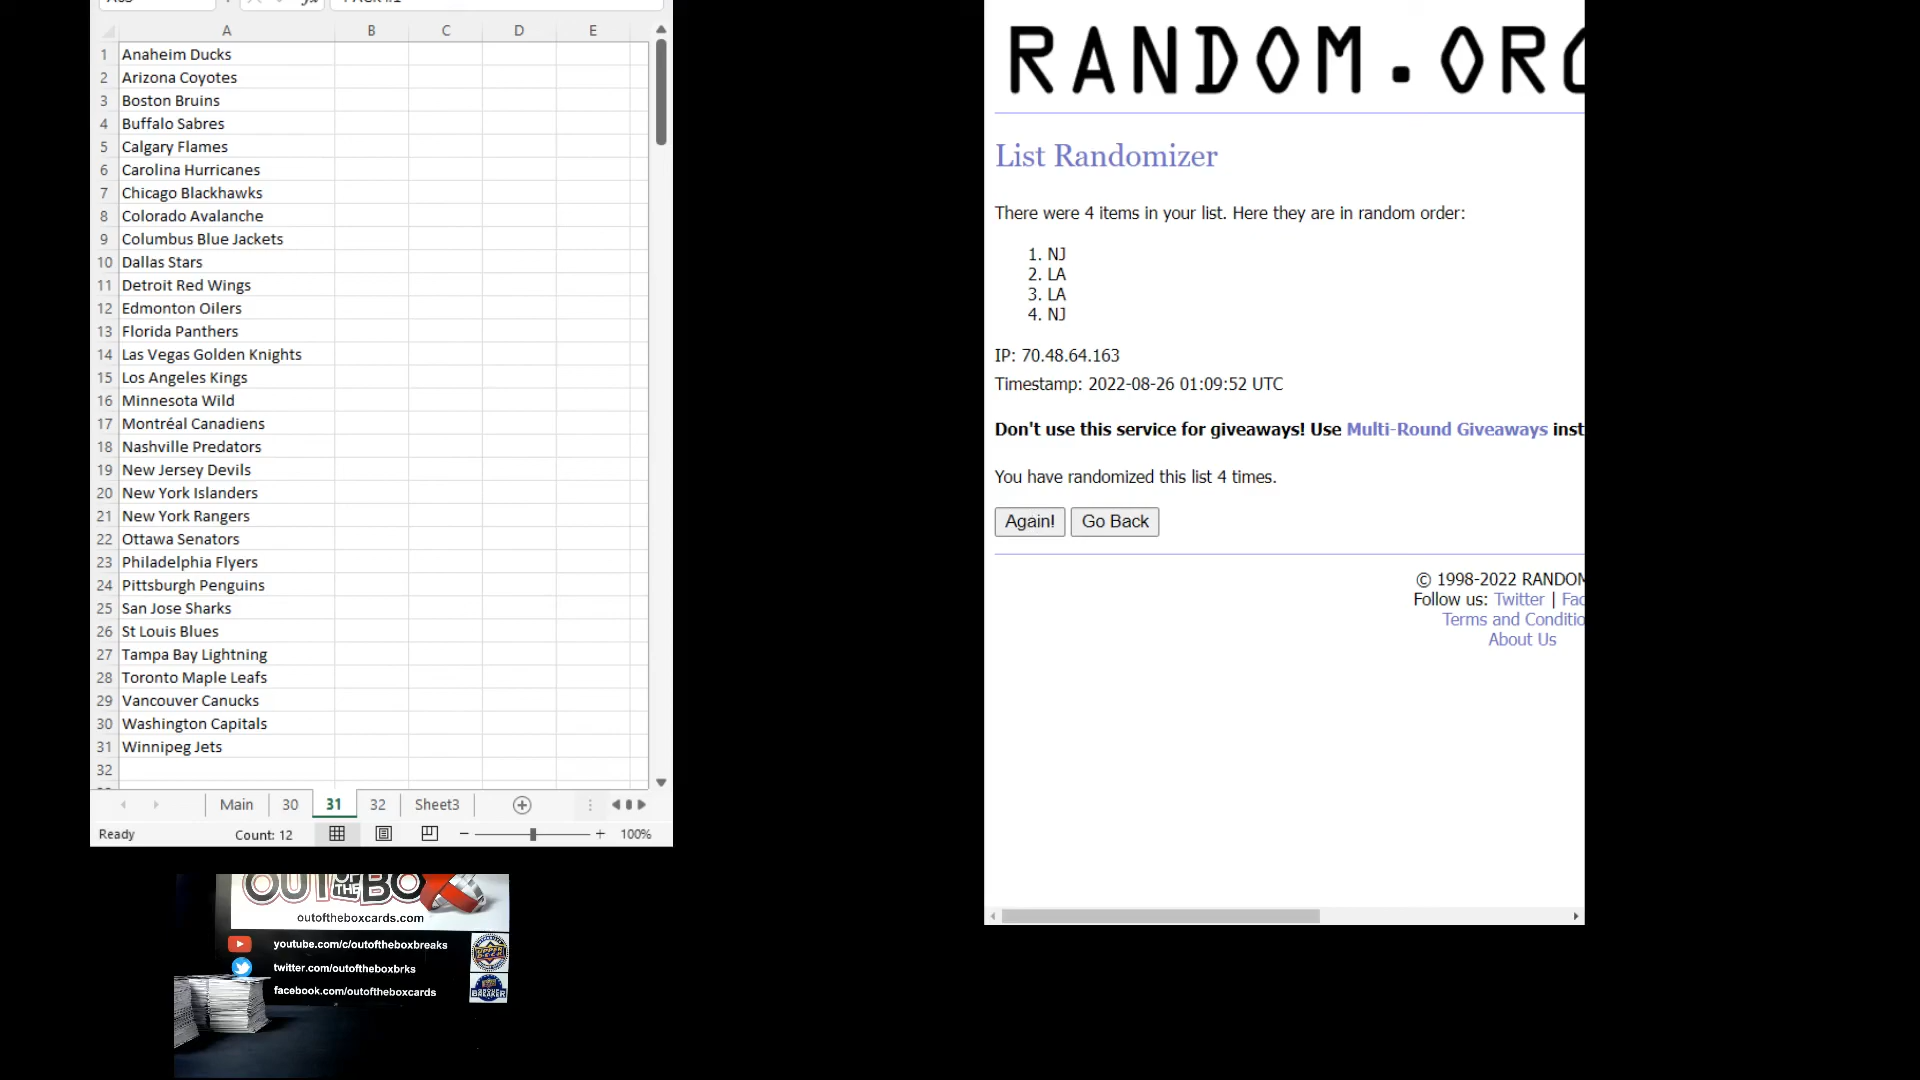 A B C D E
1 Anaheim Ducks
2 Arizona Coyotes
3 Boston Bruins
4 Buffalo Sabres
5 Calgary Flames
6 Carolina Hurricanes
7 Chicago Blackhawks
8 Colorado Avalanche
9 Columbus Blue Jackets
10 Dallas Stars
11 Detroit Red Wings
12 Edmonton Oilers
13 Florida Panthers
14 Las Vegas Golden Knights
15 Los Angeles Kings
16 Minnesota Wild
17 Montréal Canadiens
18 Nashville Predators
19 New Jersey Devils
20 New York Islanders
21 New York Rangers
22 Ottawa Senators
23 Philadelphia Flyers
24 Pittsburgh Penguins
25 San Jose Sharks
26 St Louis Blues
27 Tampa Bay Lightning
28 Toronto Maple Leafs
29 Vancouver Canucks
30 Washington Capitals
31 Winnipeg Jets
32
Main 30 31 32 Sheet3
Ready Count: 12 100%
OUT OF THE BOX
outoftheboxcards.com
youtube.com/c/outoftheboxbreaks
twitter.com/outoftheboxbrks
facebook.com/outoftheboxcards
RANDOM.ORG
List Randomizer
There were 4 items in your list. Here they are in random order:
1. NJ
2. LA
3. LA
4. NJ
IP: 70.48.64.163
Timestamp: 2022-08-26 01:09:52 UTC
Don't use this service for giveaways! Use Multi-Round Giveaways inst
You have randomized this list 4 times.
Again! Go Back
© 1998-2022 RANDOM
Follow us: Twitter | Fac
Terms and Conditio
About Us